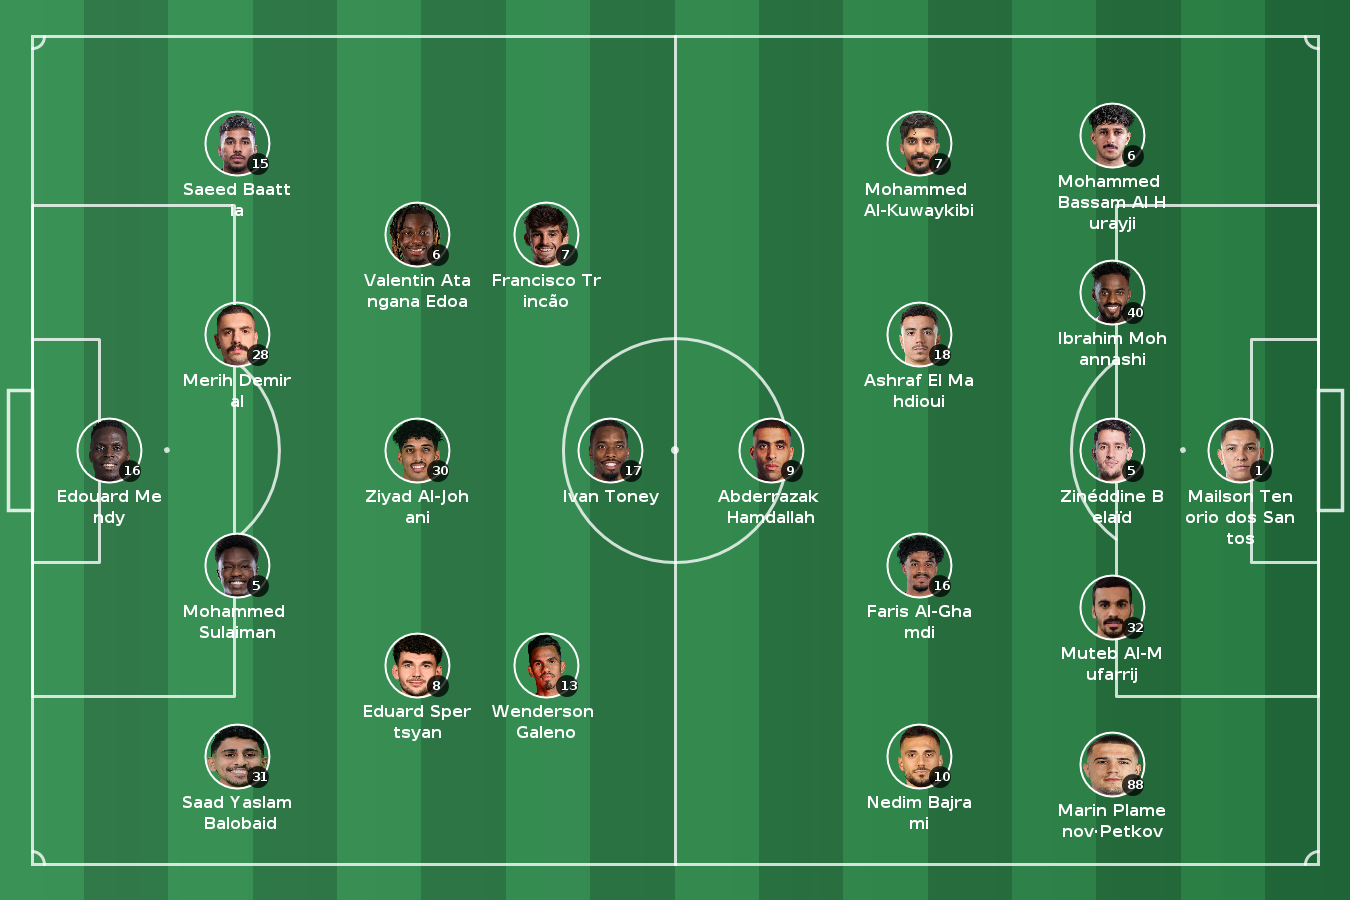 15
Saeed Baatt
ia
28
Merih Demir
al
16
Edouard Me
ndy
5
Mohammed
Sulaiman
31
Saad Yaslam
Balobaid
6
Valentin Ata
ngana Edoa
30
Ziyad Al-Joh
ani
8
Eduard Sper
tsyan
7
Francisco Tr
incão
17
Ivan Toney
13
Wenderson
Galeno
9
Abderrazak
Hamdallah
7
Mohammed
Al-Kuwaykibi
18
Ashraf El Ma
hdioui
16
Faris Al-Gha
mdi
10
Nedim Bajra
mi
6
Mohammed
Bassam Al H
urayji
40
Ibrahim Moh
annashi
5
Zinéddine B
elaïd
32
Muteb Al-M
ufarrij
88
Marin Plame
nov Petkov
1
Mailson Ten
orio dos San
tos